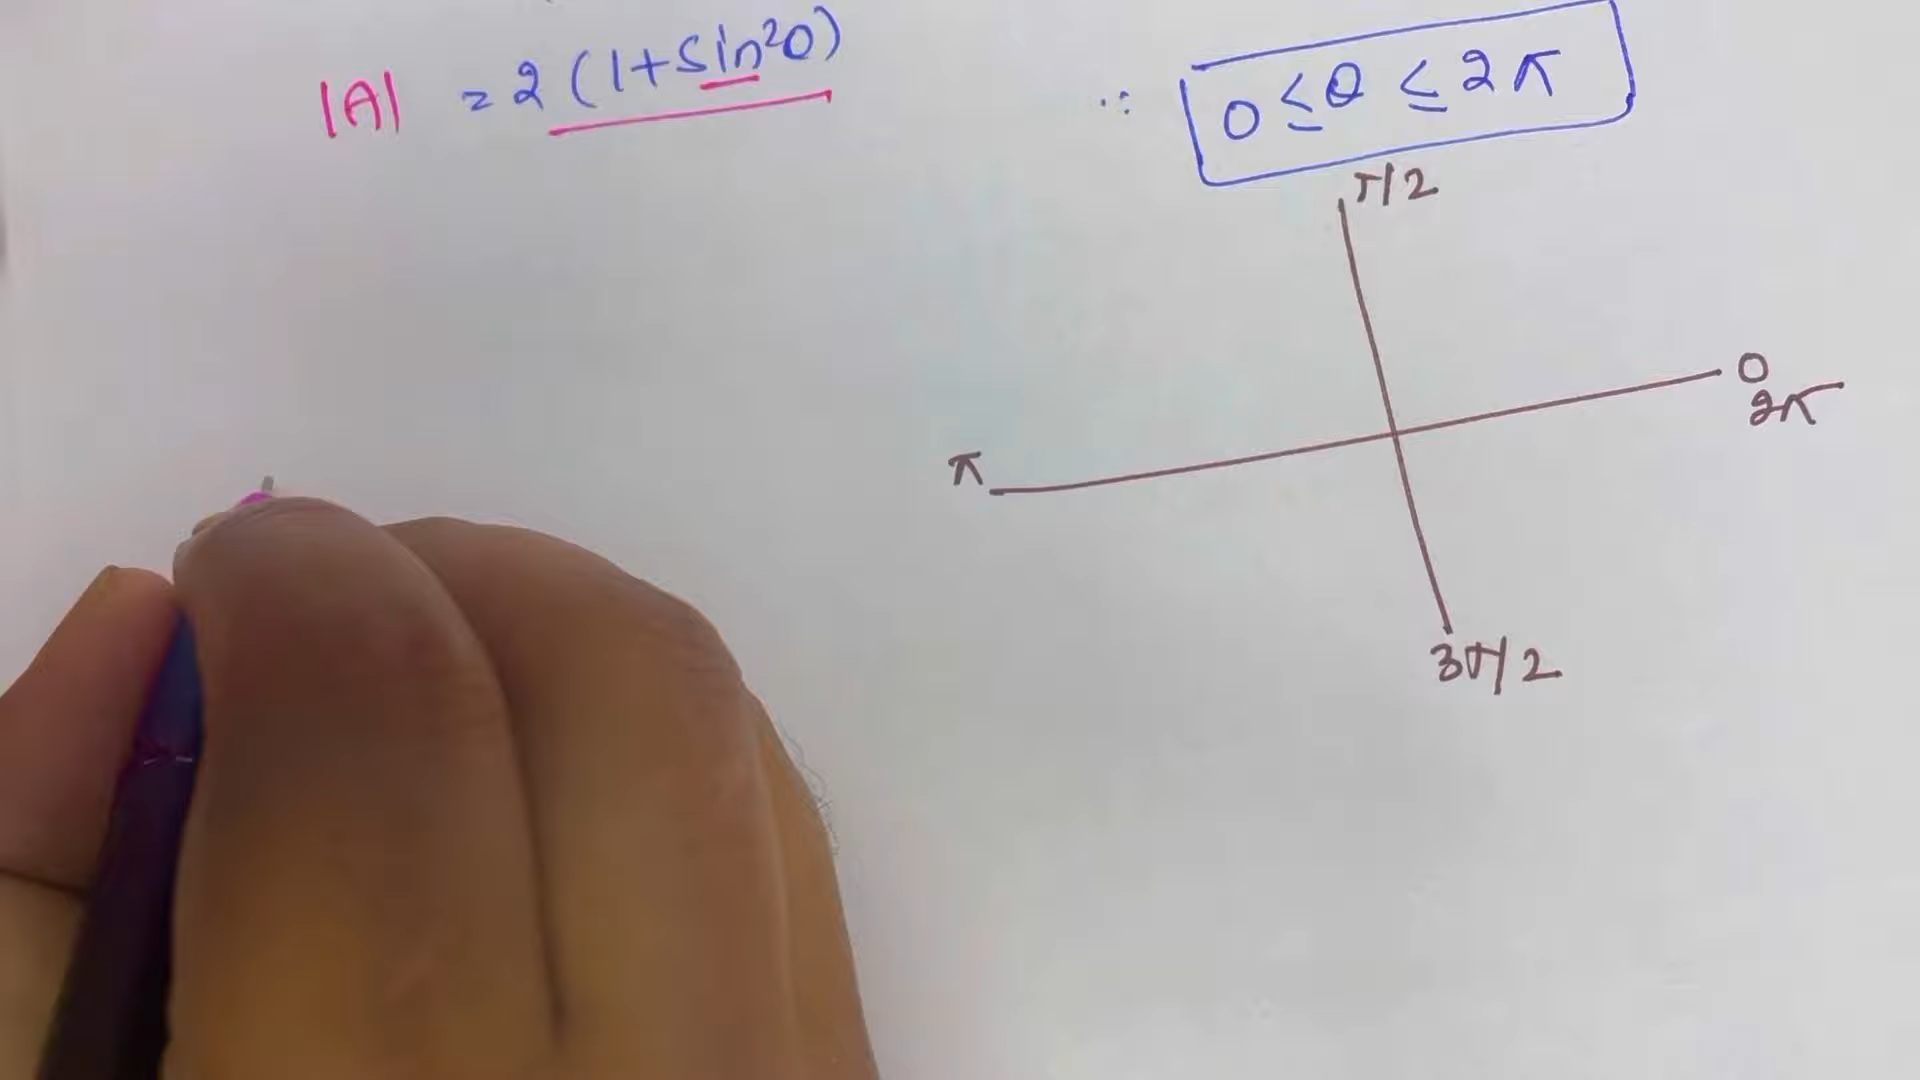 |A| = 2 (1+Sin²θ)
∵ 0 ≤ θ ≤ 2π
π/2
0
2π
π
3π/2